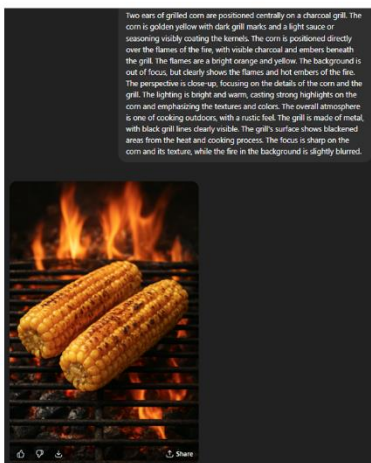 Two ears of grilled corn are positioned centrally on a charcoal grill. The
corn is golden yellow with dark grill marks and a light sauce or
seasoning visibly coating the kernels. The corn is positioned directly
over the flames of the fire, with visible charcoal and embers beneath
the grill. The flames are a bright orange and yellow. The background is
out of focus, but clearly shows the flames and hot embers of the fire.
The perspective is close-up, focusing on the details of the corn and the
grill. The lighting is bright and warm, casting strong highlights on the
corn and emphasizing the textures and colors. The overall atmosphere
is one of cooking outdoors, with a rustic feel. The grill is made of metal,
with black grill lines clearly visible. The grill's surface shows blackened
areas from the heat and cooking process. The focus is sharp on the
corn and its texture, while the fire in the background is slightly blurred.
Share